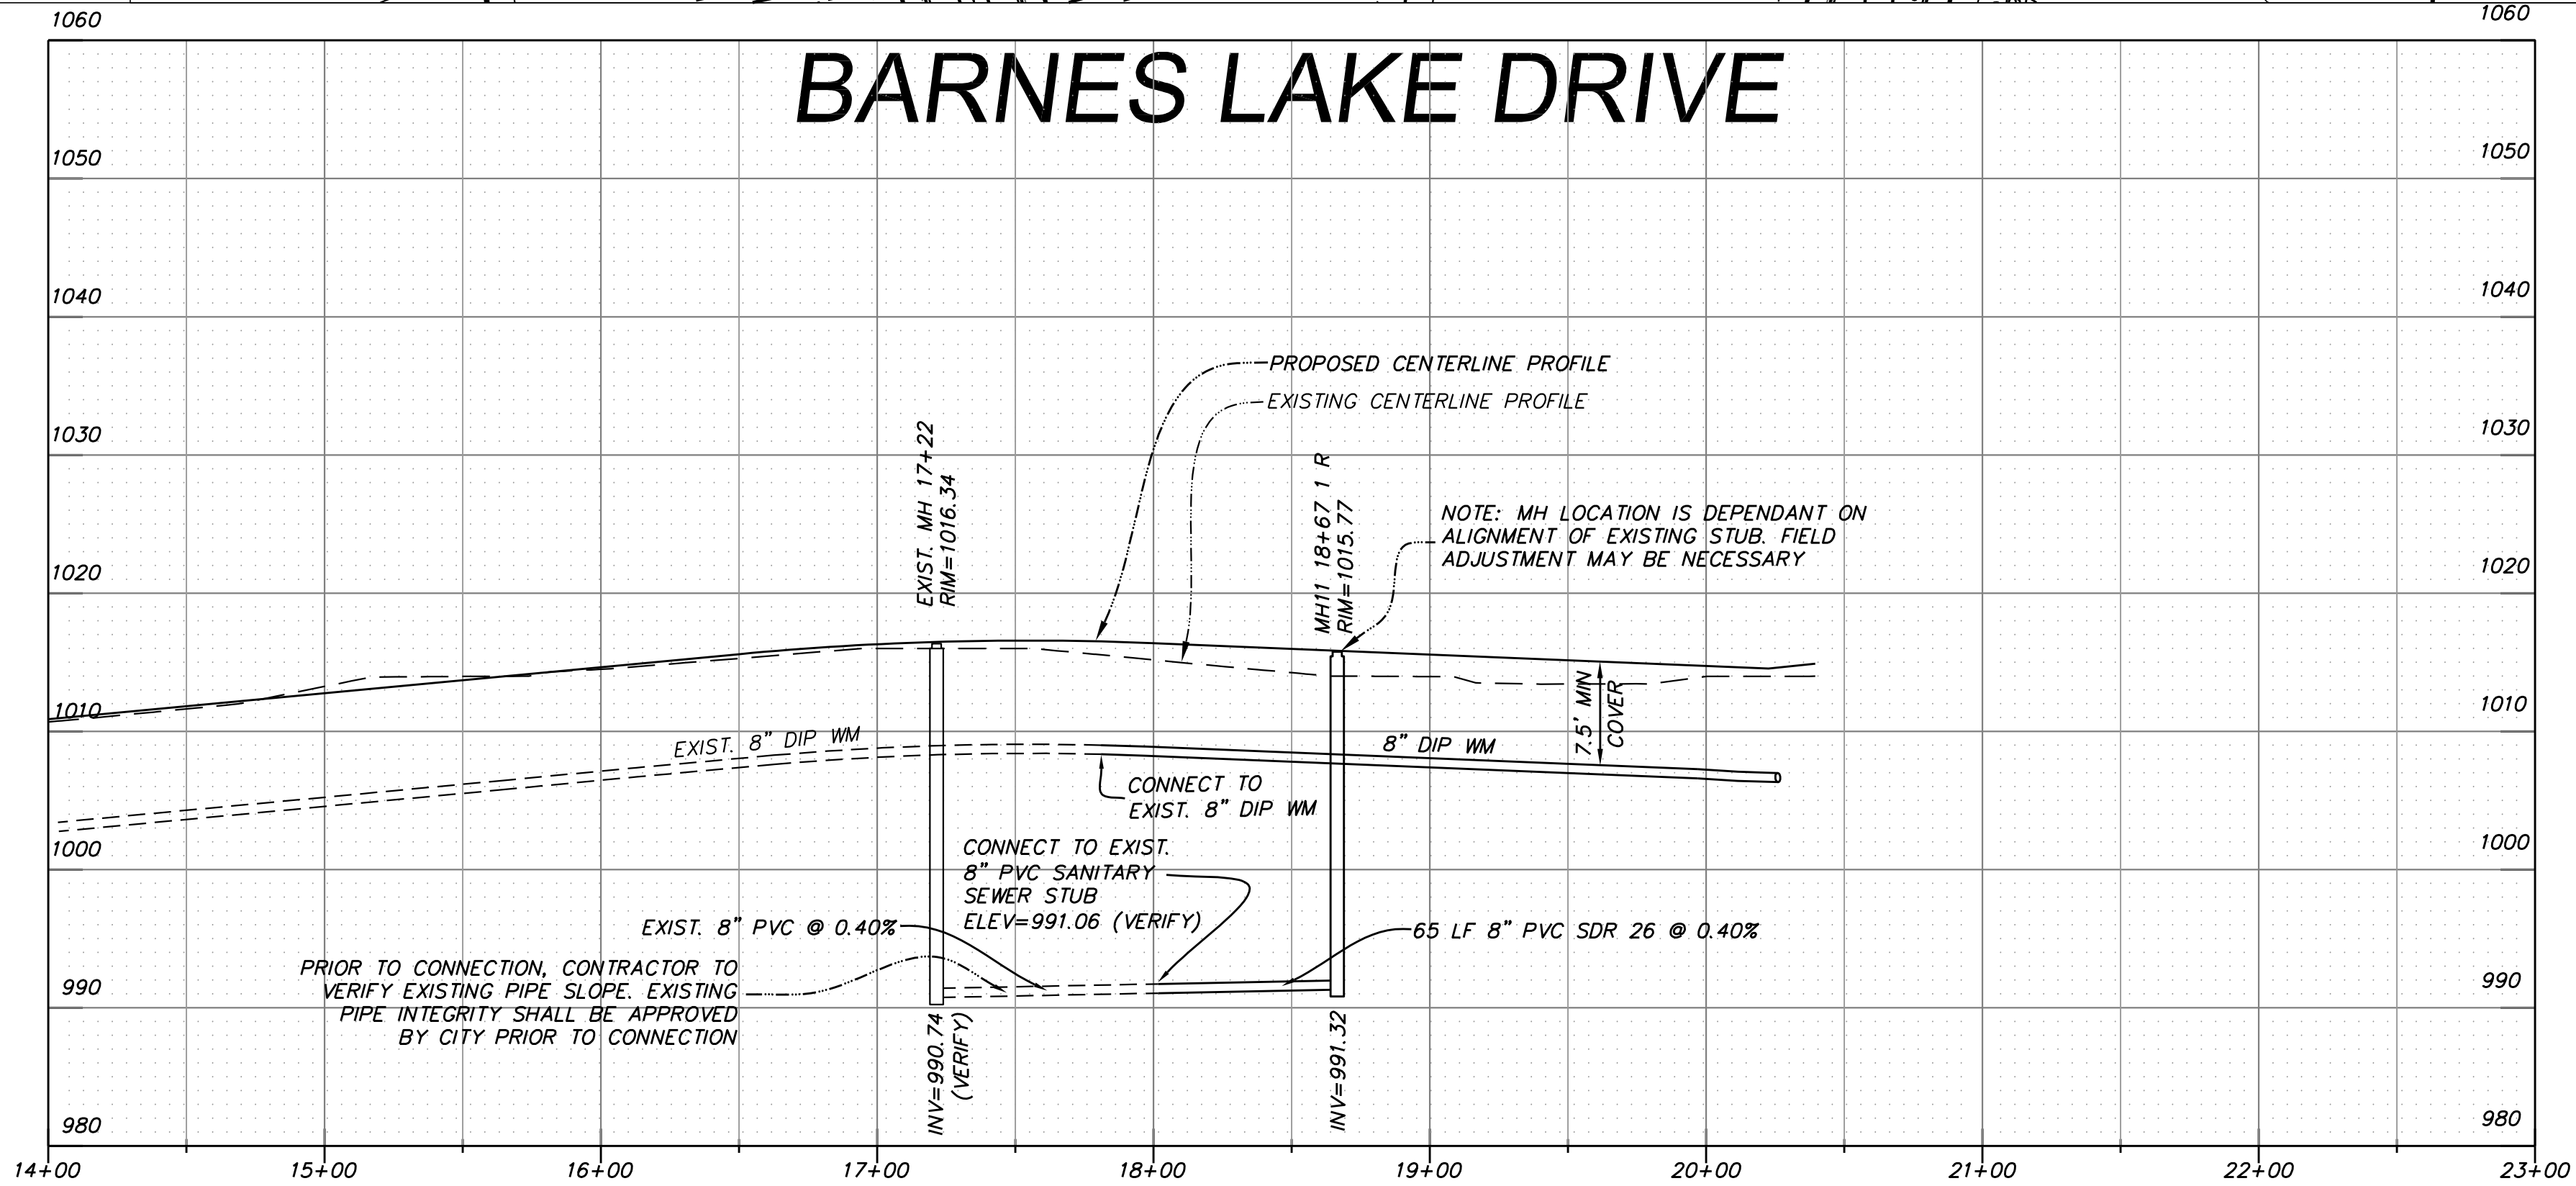 1060
1060
BARNES LAKE DRIVE
1050
1050
1040
1040
PROPOSED CENTERLINE PROFILE
EXISTING CENTERLINE PROFILE
1030
1030
EXIST. MH 17+22
RIM=1016.34
MH11 18+67 1 R
RIM=1015.77
NOTE: MH LOCATION IS DEPENDANT ON
ALIGNMENT OF EXISTING STUB. FIELD
ADJUSTMENT MAY BE NECESSARY
1020
1020
1010
1010
7.5' MIN
COVER
EXIST. 8" DIP WM
8" DIP WM
CONNECT TO
EXIST. 8" DIP WM
1000
1000
CONNECT TO EXIST.
8" PVC SANITARY
SEWER STUB
ELEV=991.06 (VERIFY)
EXIST. 8" PVC @ 0.40%
65 LF 8" PVC SDR 26 @ 0.40%
PRIOR TO CONNECTION, CONTRACTOR TO
VERIFY EXISTING PIPE SLOPE. EXISTING
PIPE INTEGRITY SHALL BE APPROVED
BY CITY PRIOR TO CONNECTION
990
990
INV=990.74
(VERIFY)
INV=991.32
980
980
14+00
15+00
16+00
17+00
18+00
19+00
20+00
21+00
22+00
23+00